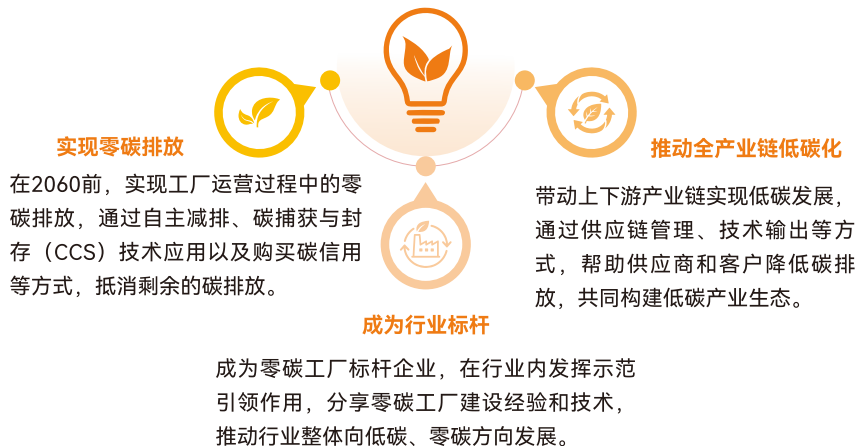 实现零碳排放
在2060前，实现工厂运营过程中的零
碳排放，通过自主减排、碳捕获与封
存（CCS）技术应用以及购买碳信用
等方式，抵消剩余的碳排放。
成为行业标杆
成为零碳工厂标杆企业，在行业内发挥示范
引领作用，分享零碳工厂建设经验和技术，
推动行业整体向低碳、零碳方向发展。
推动全产业链低碳化
带动上下游产业链实现低碳发展，
通过供应链管理、技术输出等方
式，帮助供应商和客户降低碳排
放，共同构建低碳产业生态。